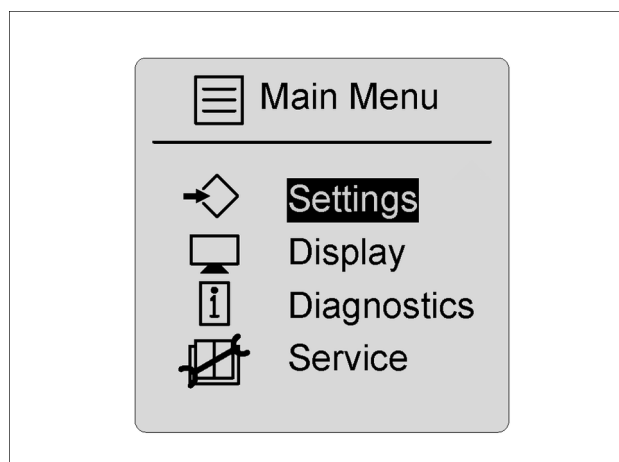 Main Menu
Settings
Display
Diagnostics
Service